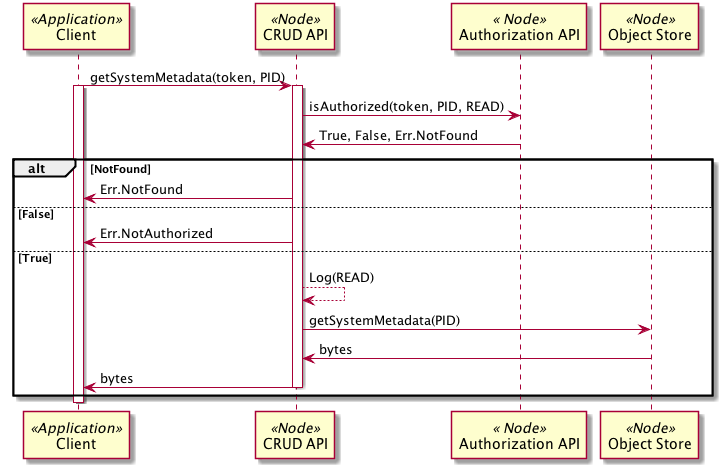 «Application»
Client
«Node»
CRUD API
« Node»
Authorization API
«Node»
Object Store
getSystemMetadata(token, PID)
isAuthorized(token, PID, READ)
True, False, Err.NotFound
alt [NotFound]
Err.NotFound
[False]
Err.NotAuthorized
[True]
Log(READ)
getSystemMetadata(PID)
bytes
bytes
«Application»
Client
«Node»
CRUD API
« Node»
Authorization API
«Node»
Object Store